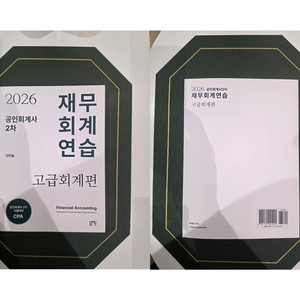 2026
공인회계사
2차
재무
회계
연습
고급회계편
Financial Accounting
CPA
2026 공인회계사2차
재무회계연습
고급회계편